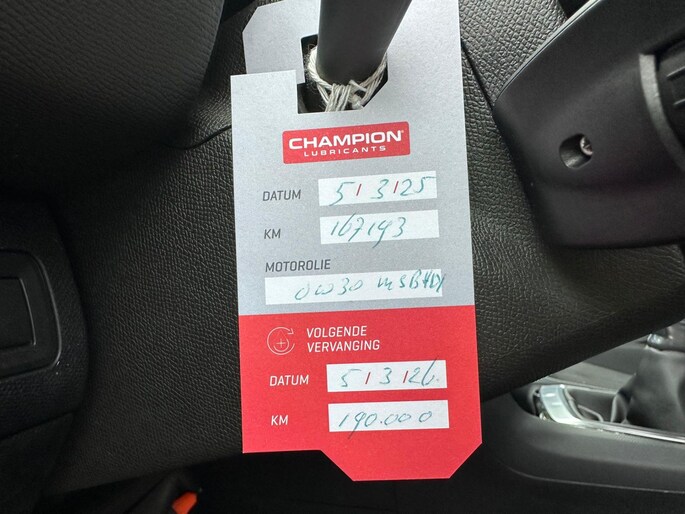 CHAMPION
LUBRICANTS
DATUM 5/3/25
KM 167193
MOTOROLIE
0W30
VOLGENDE
VERVANGING
DATUM 5/3/26
KM 190.000